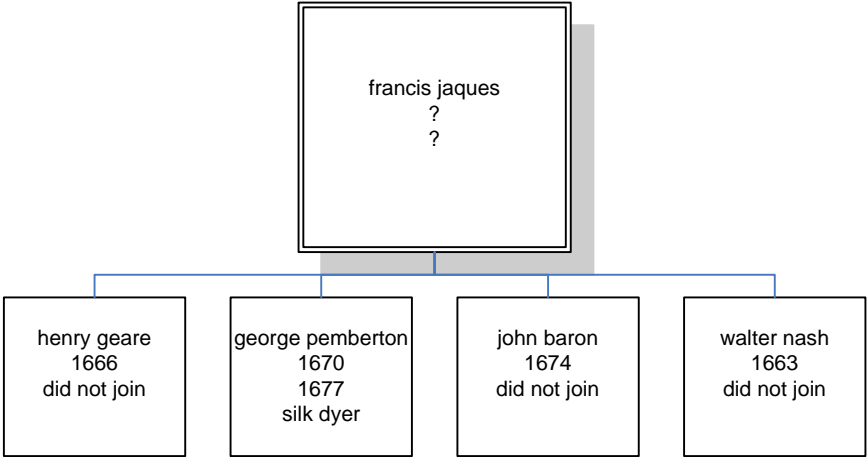 francis jaques
?
?
henry geare
1666
did not join
george pemberton
1670
1677
silk dyer
john baron
1674
did not join
walter nash
1663
did not join